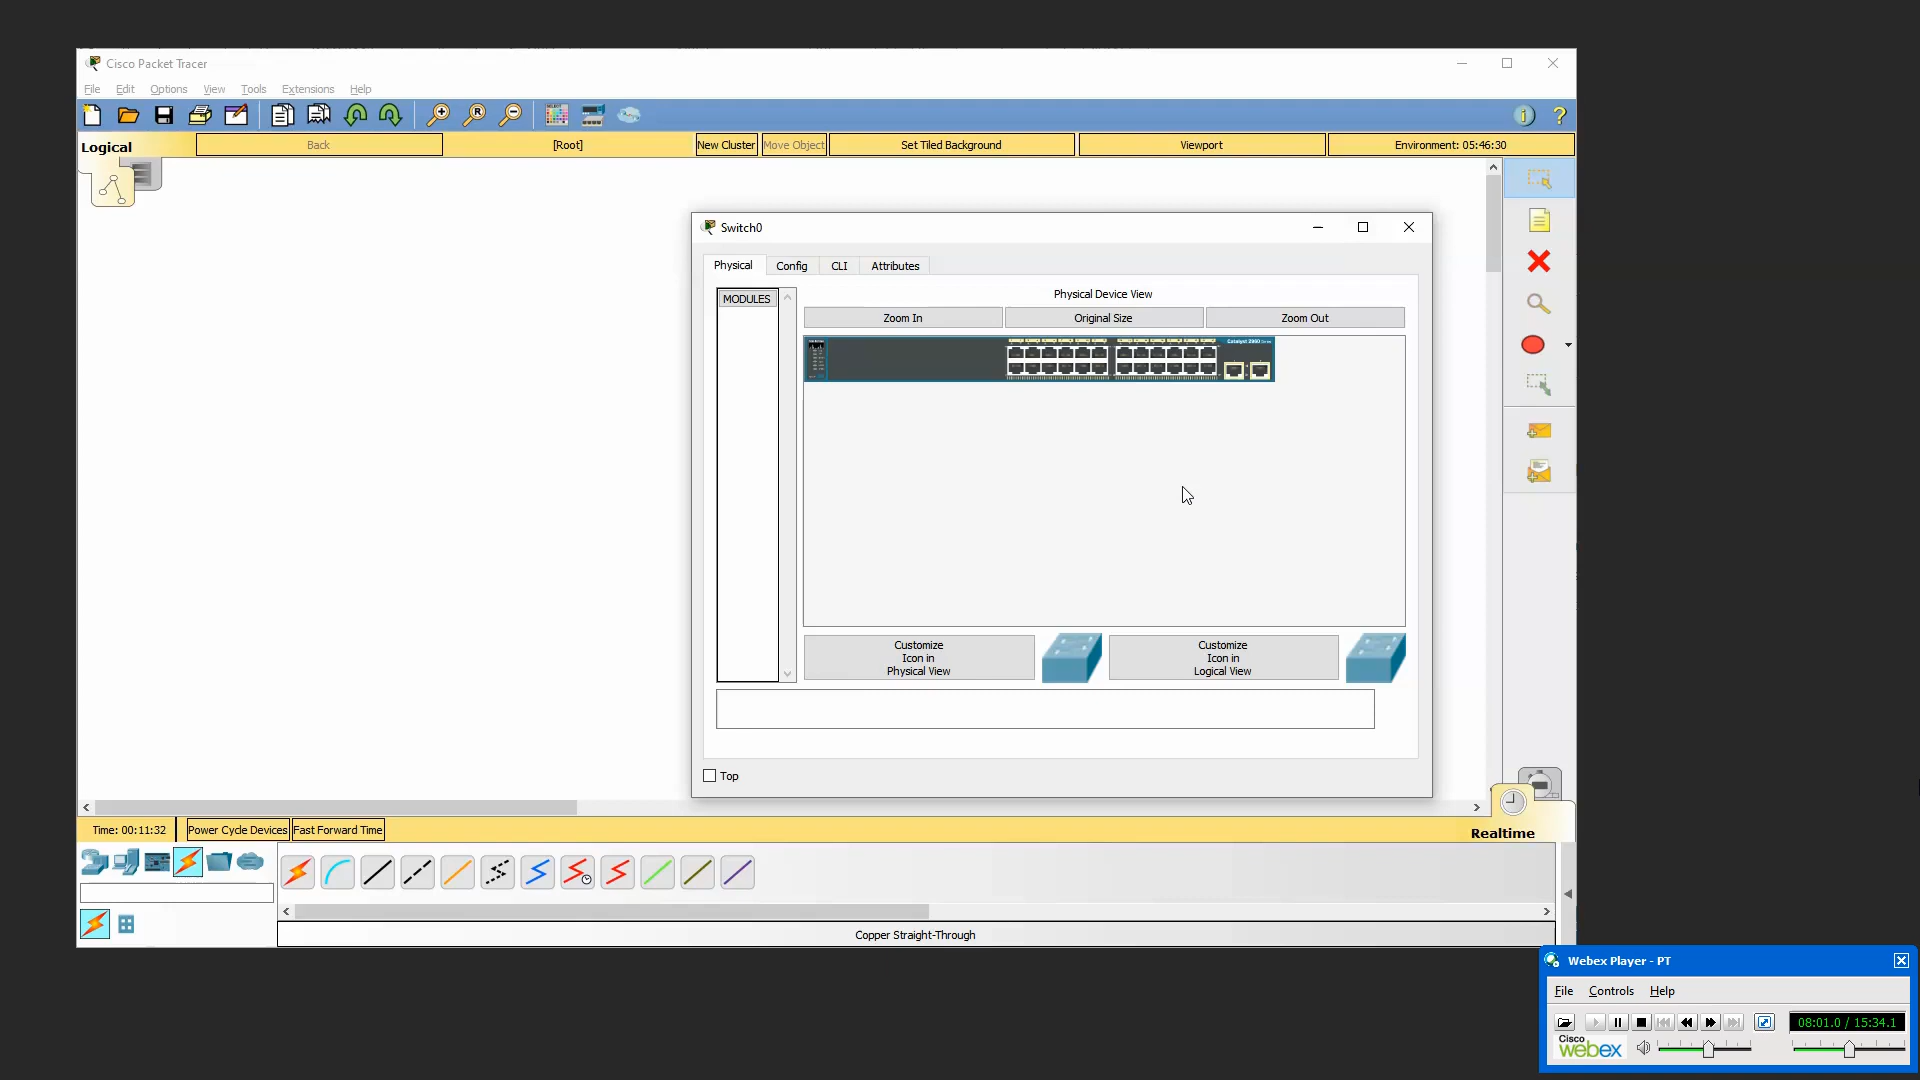 Cisco Packet Tracer
File Edit Options View Tools Extensions Help
Logical
Back
[Root]
New Cluster
Move Object
Set Tiled Background
Viewport
Environment: 05:46:30
Switch0
Physical Config CLI Attributes
MODULES
Physical Device View
Zoom In
Original Size
Zoom Out
Catalyst 2960
Customize
Icon in
Physical View
Customize
Icon in
Logical View
Top
Time: 00:11:32
Power Cycle Devices
Fast Forward Time
Realtime
Copper Straight-Through
Webex Player - PT
File Controls Help
08:01.0 / 15:34.1
Cisco
webex